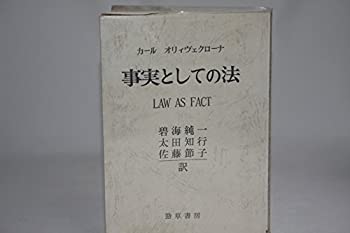 カール オリィヴェクローナ
事実としての法
LAW AS FACT
碧海純一
太田知行
佐藤節子
訳
勁草書房